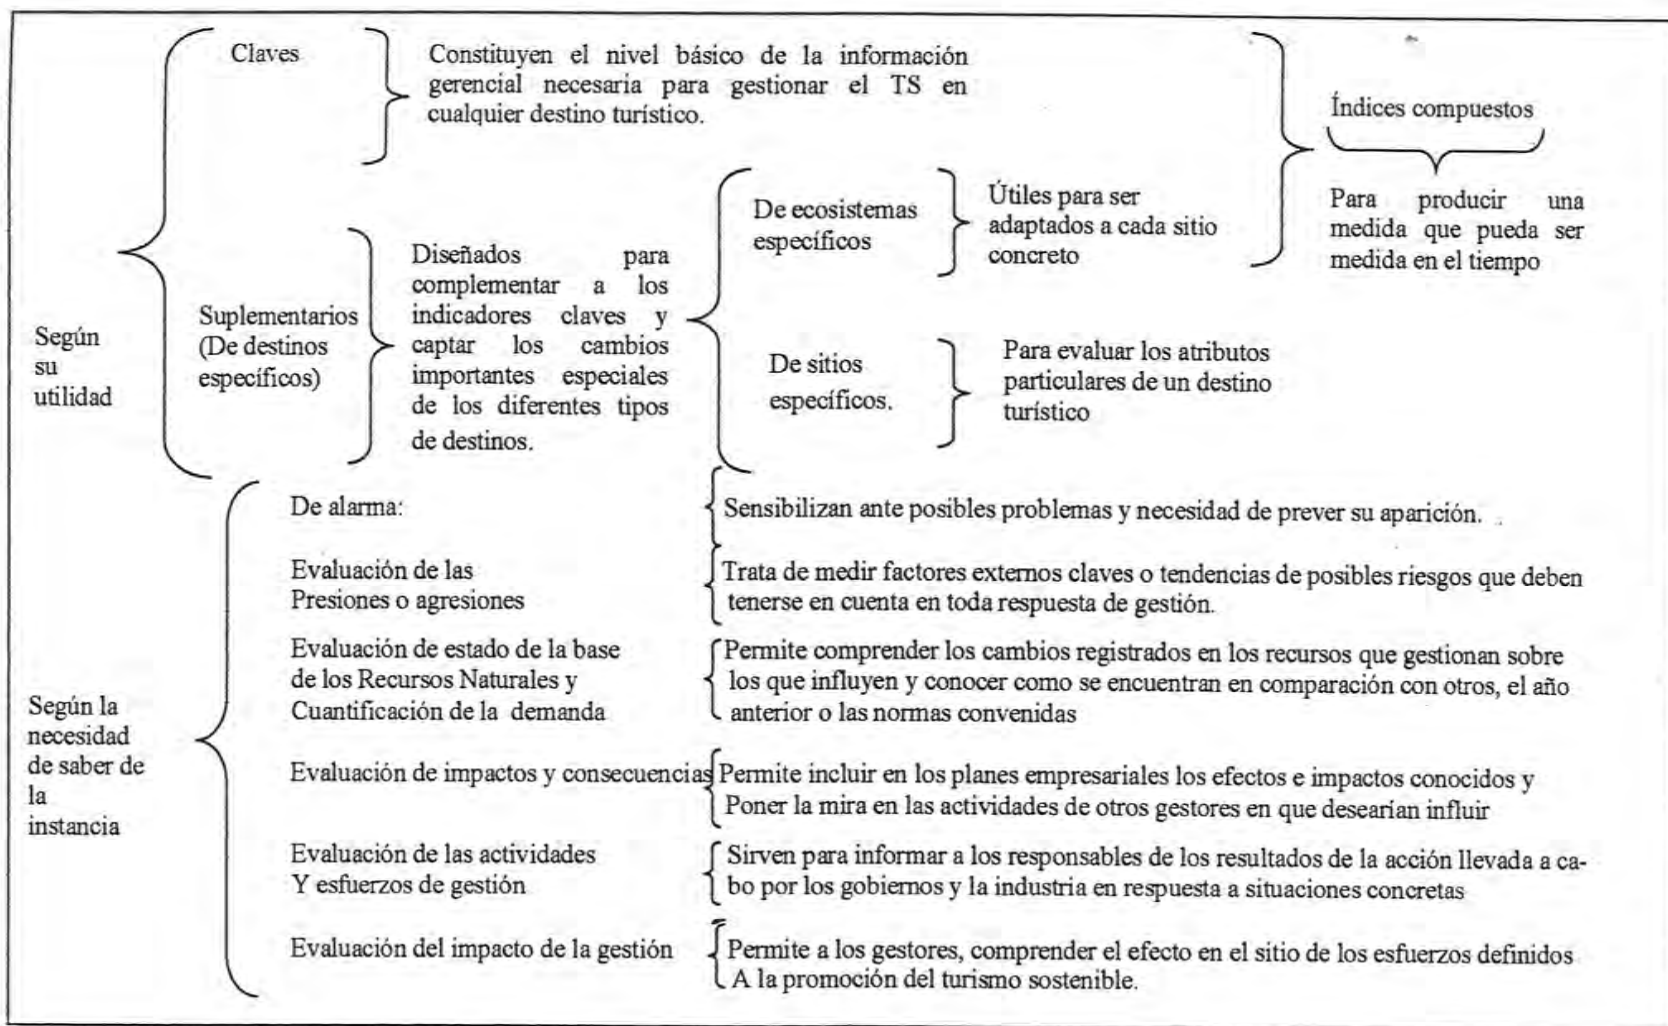 Según
su
utilidad
Claves
Constituyen el nivel básico de la información
gerencial necesaria para gestionar el TS en
cualquier destino turístico.
Suplementarios
(De destinos
específicos)
Diseñados para
complementar a los
indicadores claves y
captar los cambios
importantes especiales
de los diferentes tipos
de destinos.
De ecosistemas
específicos
Útiles para ser
adaptados a cada sitio
concreto
De sitios
específicos.
Para evaluar los atributos
particulares de un destino
turístico
Índices compuestos
Para producir una
medida que pueda ser
medida en el tiempo
Según la
necesidad
de saber de
la
instancia
De alarma:
Sensibilizan ante posibles problemas y necesidad de prever su aparición.
Evaluación de las
Presiones o agresiones
Trata de medir factores externos claves o tendencias de posibles riesgos que deben
tenerse en cuenta en toda respuesta de gestión.
Evaluación de estado de la base
de los Recursos Naturales y
Cuantificación de la demanda
Permite comprender los cambios registrados en los recursos que gestionan sobre
los que influyen y conocer como se encuentran en comparación con otros, el año
anterior o las normas convenidas
Evaluación de impactos y consecuencias
Permite incluir en los planes empresariales los efectos e impactos conocidos y
Poner la mira en las actividades de otros gestores en que desearían influir
Evaluación de las actividades
Y esfuerzos de gestión
Sirven para informar a los responsables de los resultados de la acción llevada a ca-
bo por los gobiernos y la industria en respuesta a situaciones concretas
Evaluación del impacto de la gestión
Permite a los gestores, comprender el efecto en el sitio de los esfuerzos definidos
A la promoción del turismo sostenible.